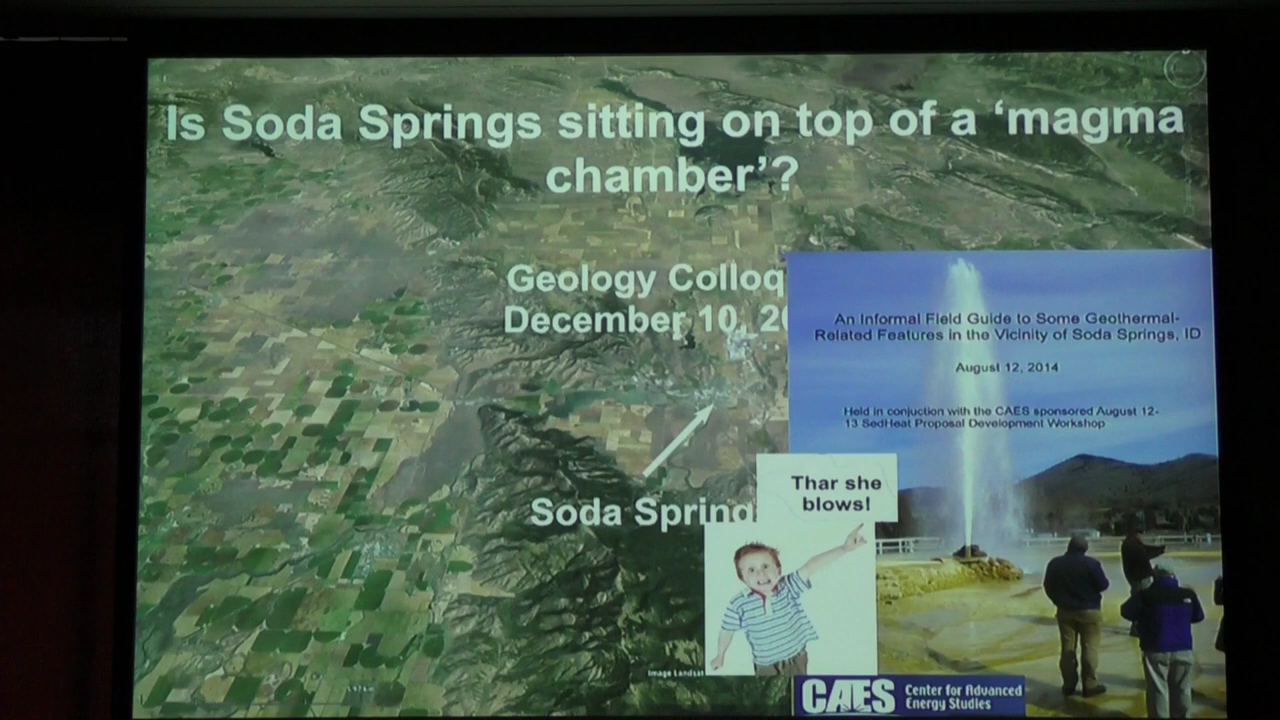 Is Soda Springs sitting on top of a ‘magma
chamber’?
Geology Colloq
December 10, 20
Soda Spring
An Informal Field Guide to Some Geothermal-
Related Features in the Vicinity of Soda Springs, ID
August 12, 2014
Held in conjuction with the CAES sponsored August 12-
13 SedHeat Proposal Development Workshop
Thar she
blows!
Image Landsat
CAES Center for Advanced
Energy Studies